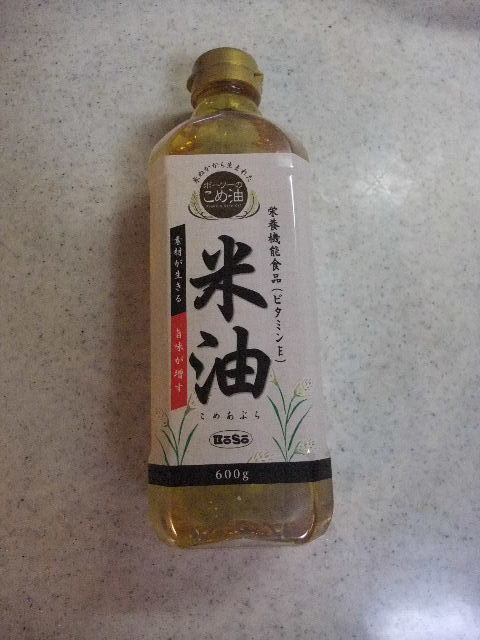 米ぬかから生まれた
ボーソーの
こめ油
栄養機能食品(ビタミンE)
素材が生きる
旨味が増す
米油
こめあぶら
BōSō
600g